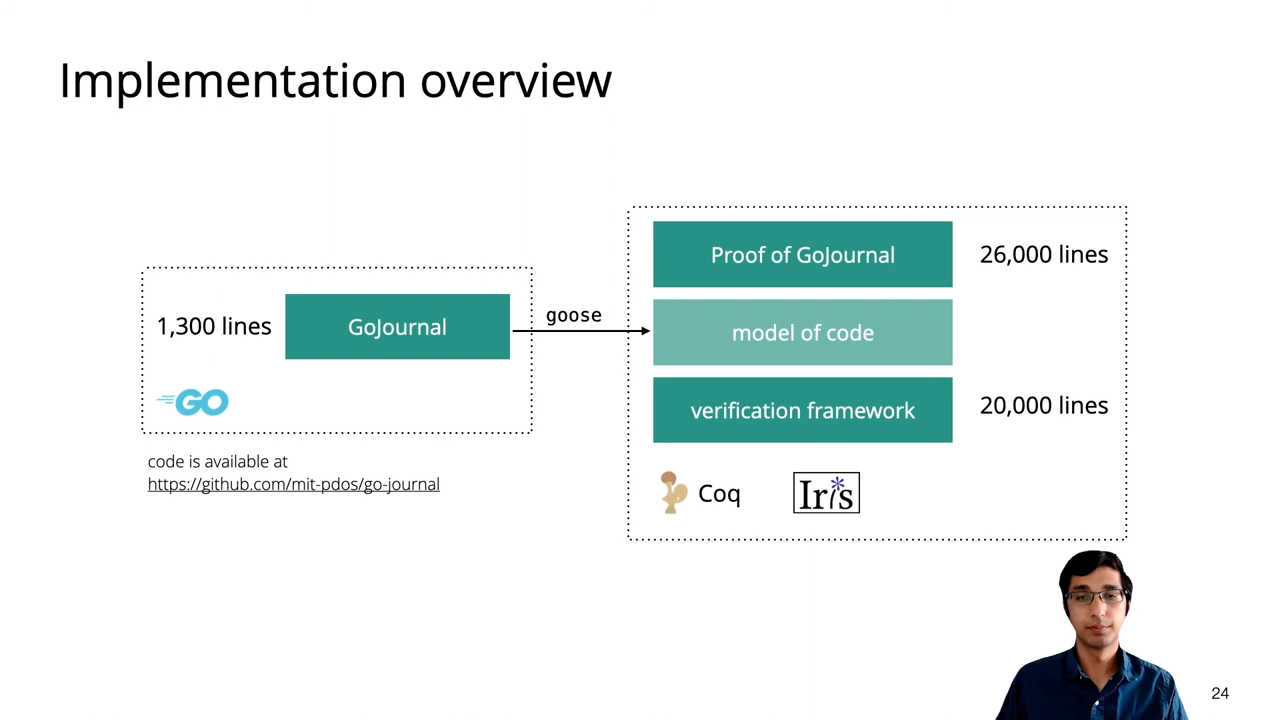 Implementation overview
1,300 lines
GoJournal
GO
code is available at
https://github.com/mit-pdos/go-journal
goose
Proof of GoJournal
26,000 lines
model of code
verification framework
20,000 lines
Coq
Iris
24